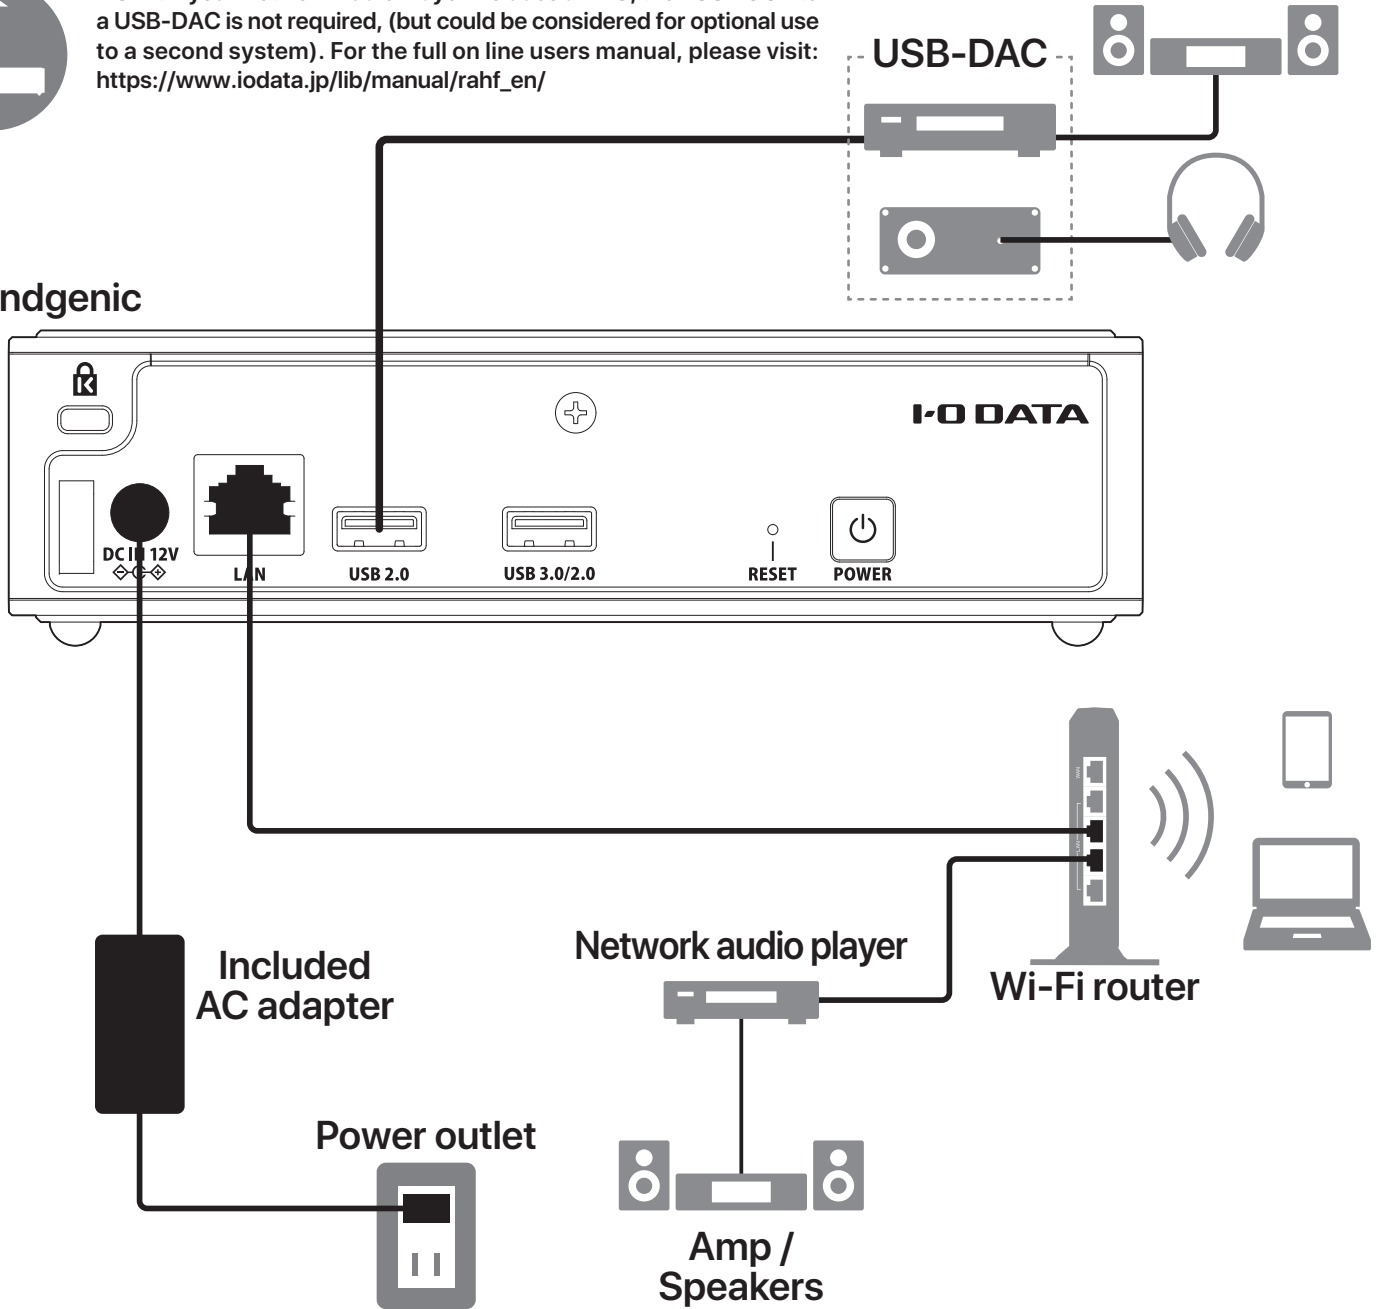 a USB-DAC is not required, (but could be considered for optional use
to a second system). For the full on line users manual, please visit:
https://www.iodata.jp/lib/manual/rahf_en/
USB-DAC
ndgenic
I-O DATA
DC IN 12V
LAN
USB 2.0
USB 3.0/2.0
RESET
POWER
WAN
LAN
Included
AC adapter
Network audio player
Wi-Fi router
Power outlet
Amp /
Speakers